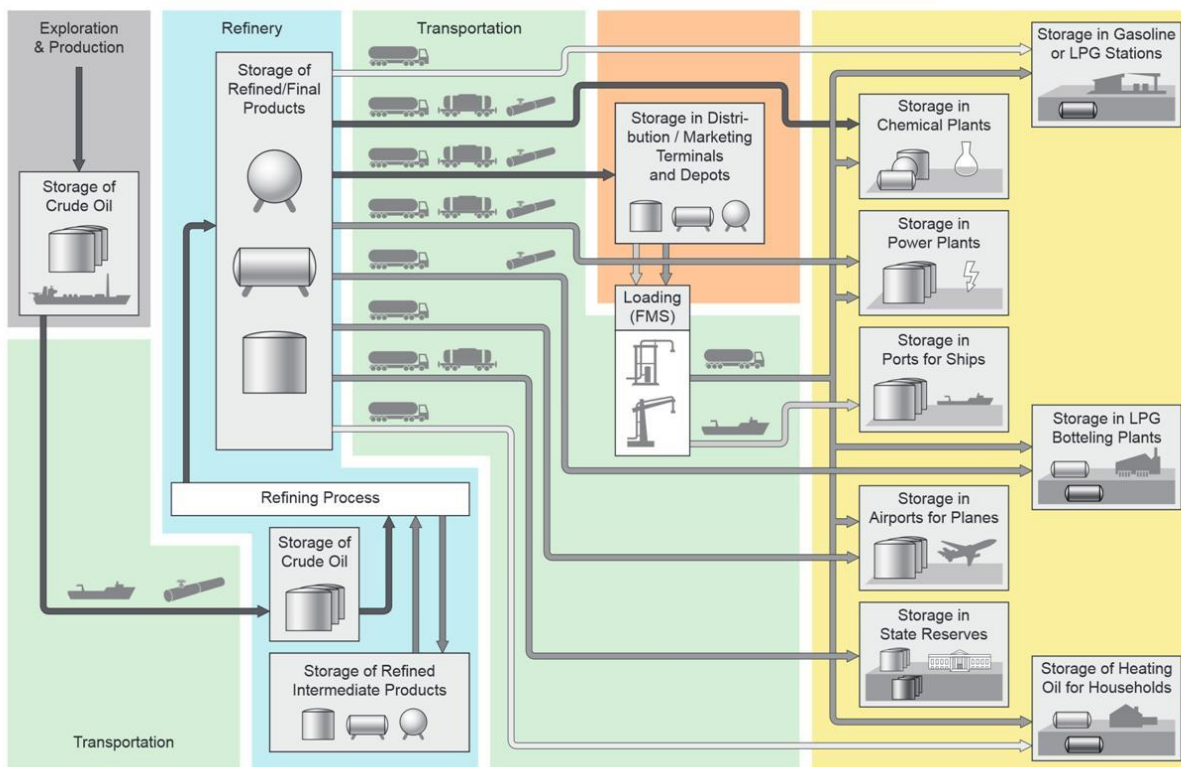 Exploration
& Production
Storage of
Crude Oil
Transportation
Refinery
Storage of
Refined/Final
Products
Refining Process
Storage of
Crude Oil
Storage of Refined
Intermediate Products
Transportation
Storage in Distri-
bution / Marketing
Terminals
and Depots
Loading
(FMS)
Storage in Gasoline
or LPG Stations
Storage in
Chemical Plants
Storage in
Power Plants
Storage in
Ports for Ships
Storage in LPG
Botteling Plants
Storage in
Airports for Planes
Storage in
State Reserves
Storage of Heating
Oil for Households